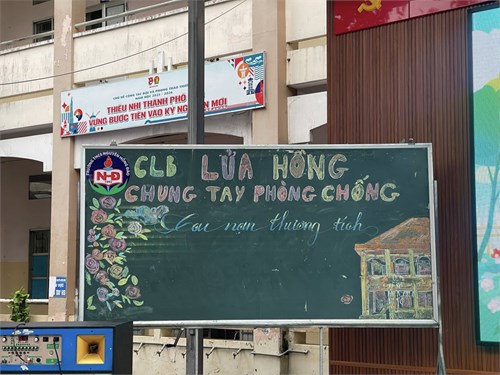 THIẾU NHI THÀNH PHỐ
VỮNG BƯỚC TIẾN VÀO KỶ NGUYÊN MỚI
CLB LỬA HỒNG
CHUNG TAY PHÒNG CHỐNG
Tai nạn thương tích
NHĐ